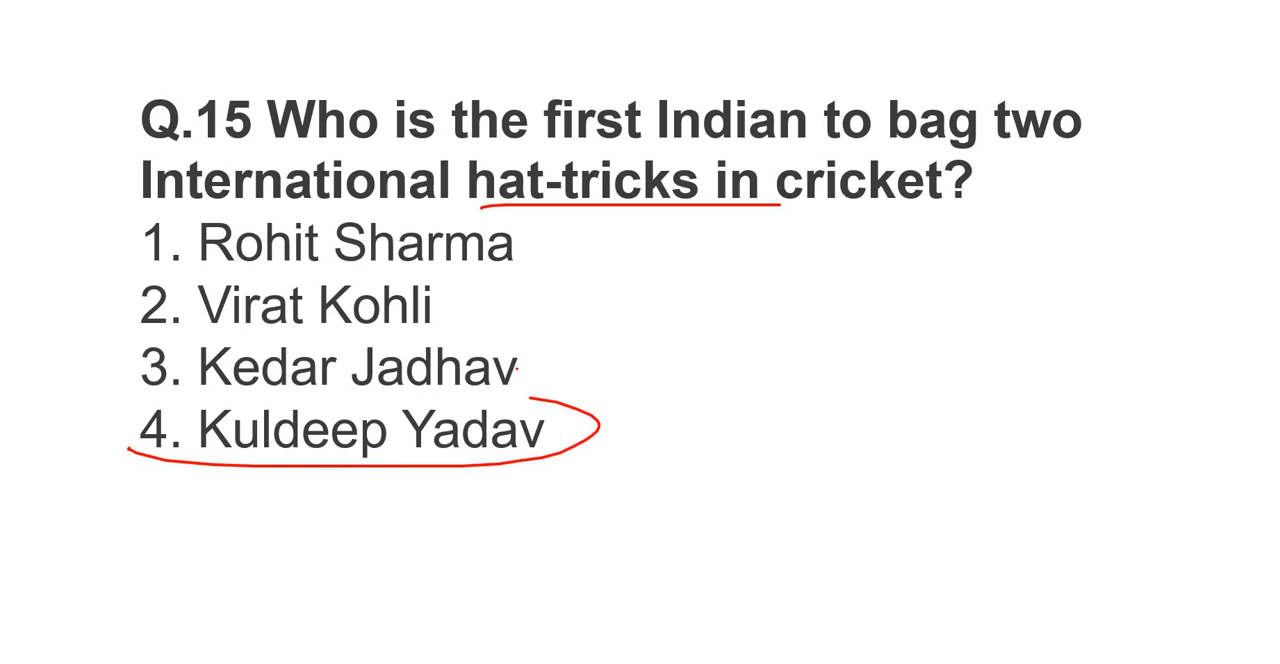 Q.15 Who is the first Indian to bag two
International hat-tricks in cricket?
1. Rohit Sharma
2. Virat Kohli
3. Kedar Jadhav
4. Kuldeep Yadav